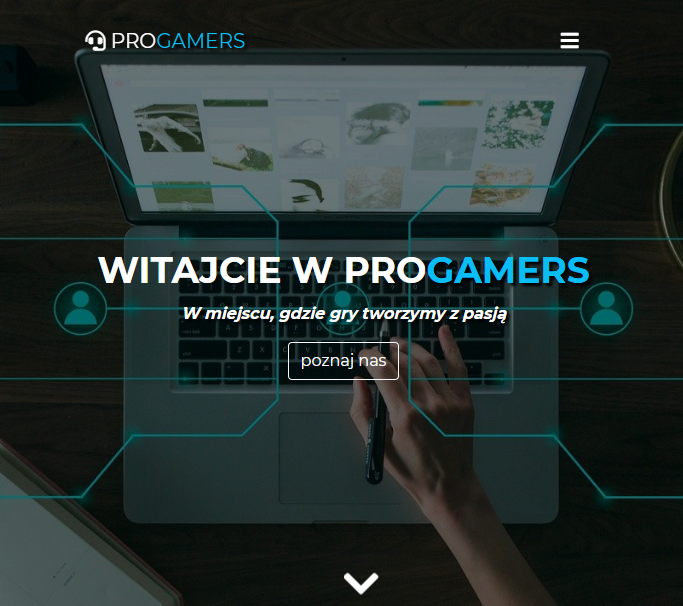 PROGAMERS
WITAJCIE W PROGAMERS
W miejscu, gdzie gry tworzymy z pasją
poznaj nas